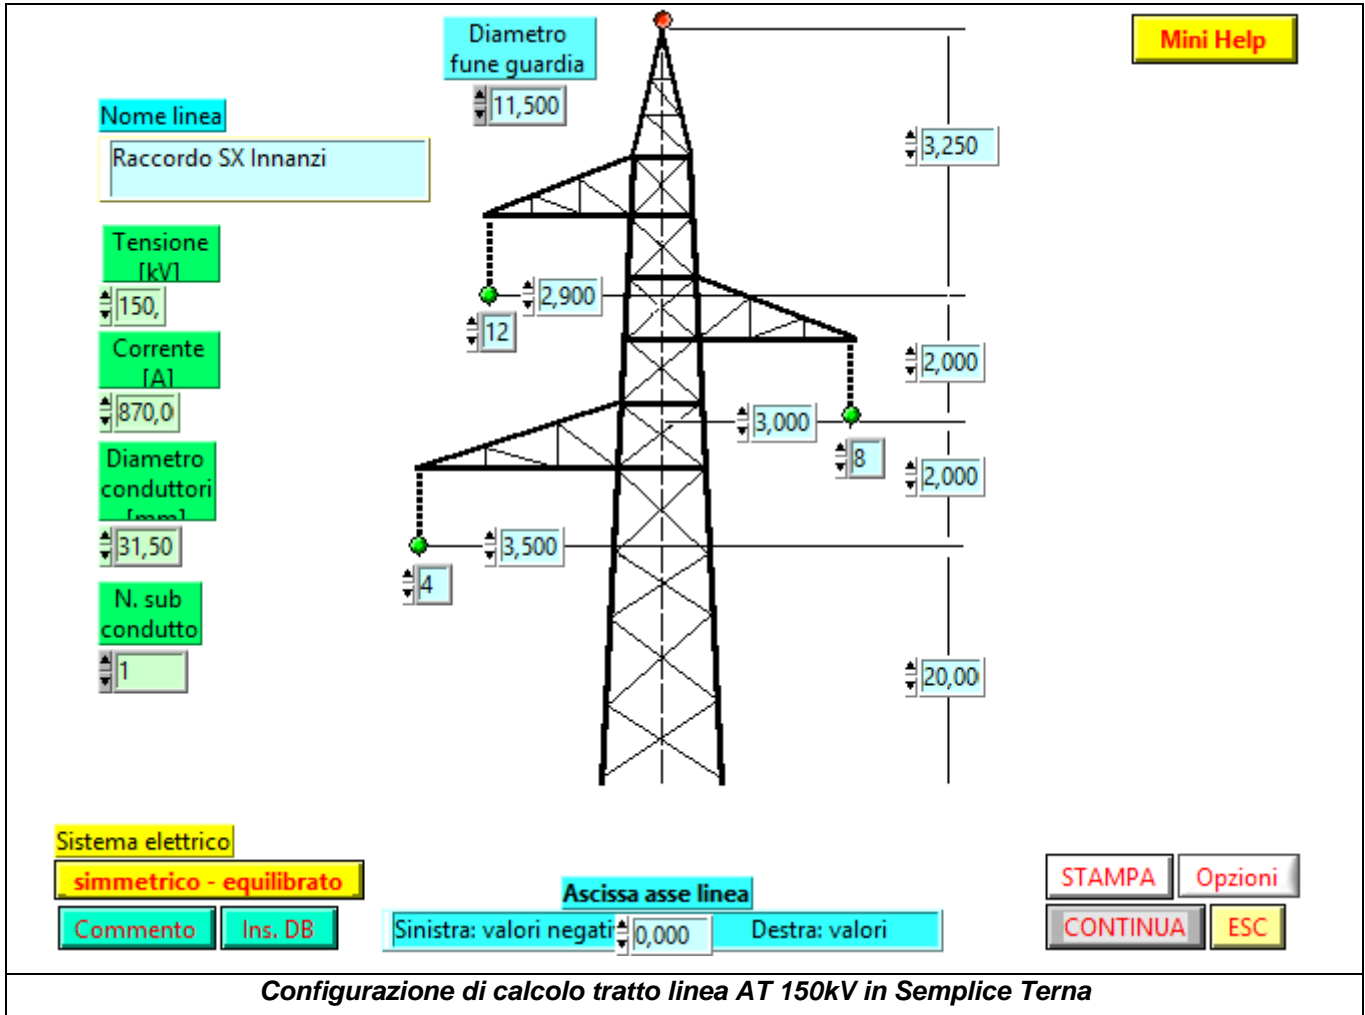 Diametro
fune guardia
11,500
Mini Help
Nome linea
Raccordo SX Innanzi
3,250
Tensione
[kV]
150,
2,900
12
Corrente
[A]
870,0
2,000
3,000
8
Diametro
conduttori
[mm]
31,50
2,000
3,500
4
N. sub
condutto
1
20,00
Sistema elettrico
simmetrico - equilibrato
Commento
Ins. DB
Ascissa asse linea
Sinistra: valori negati
0,000
Destra: valori
STAMPA
Opzioni
CONTINUA
ESC
Configurazione di calcolo tratto linea AT 150kV in Semplice Terna